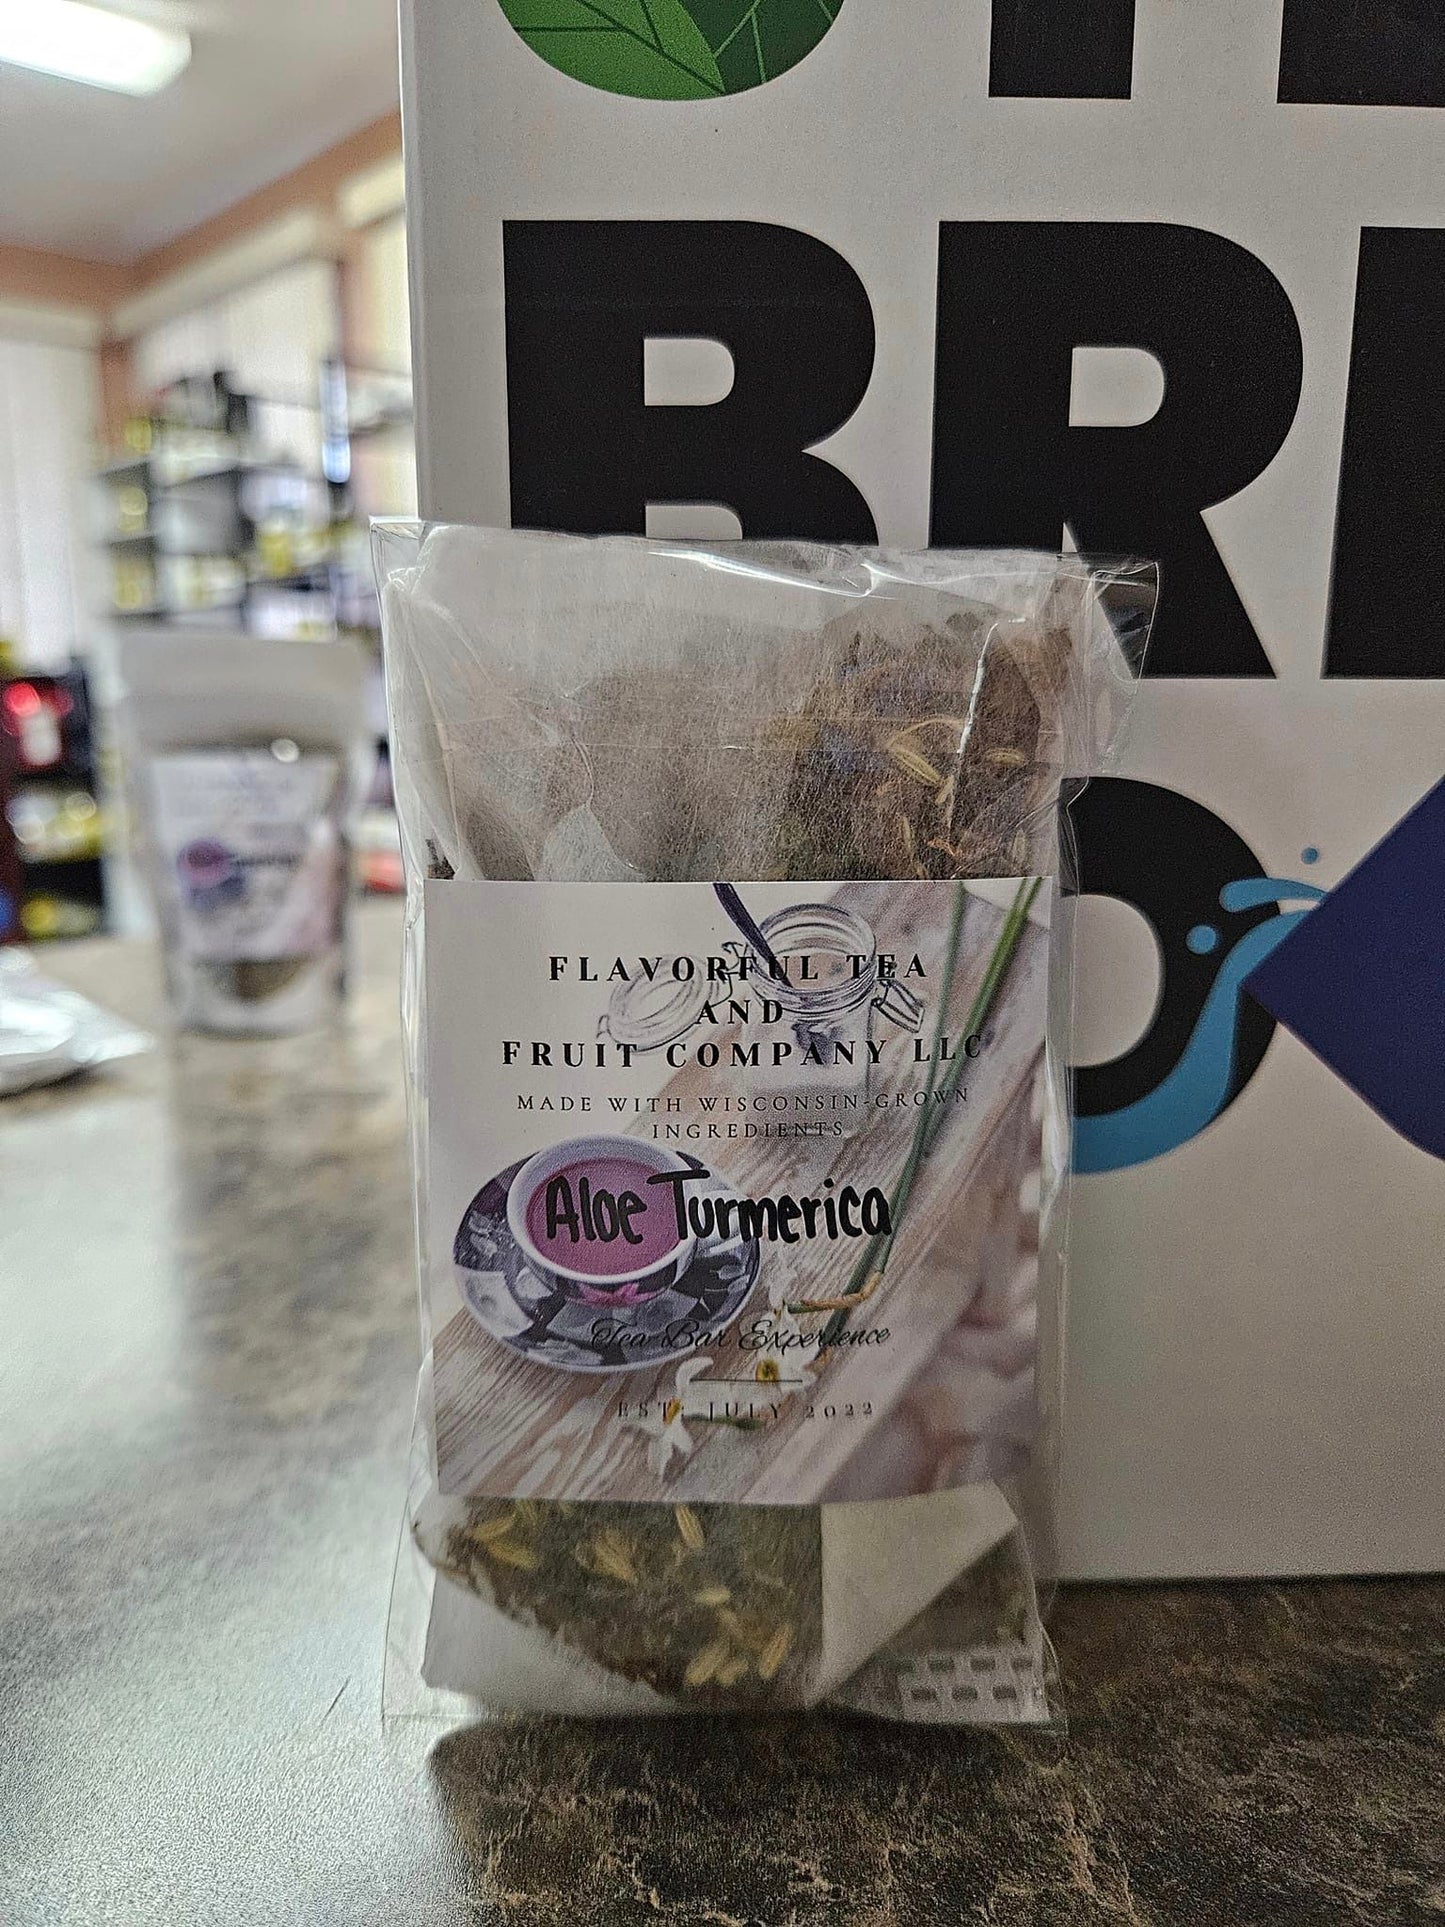 BR
FLAVORFUL TEA
AND
FRUIT COMPANY LLC
MADE WITH WISCONSIN-GROWN
INGREDIENTS
Aloe Turmerica
Tea Bar Experience
EST. JULY 2022